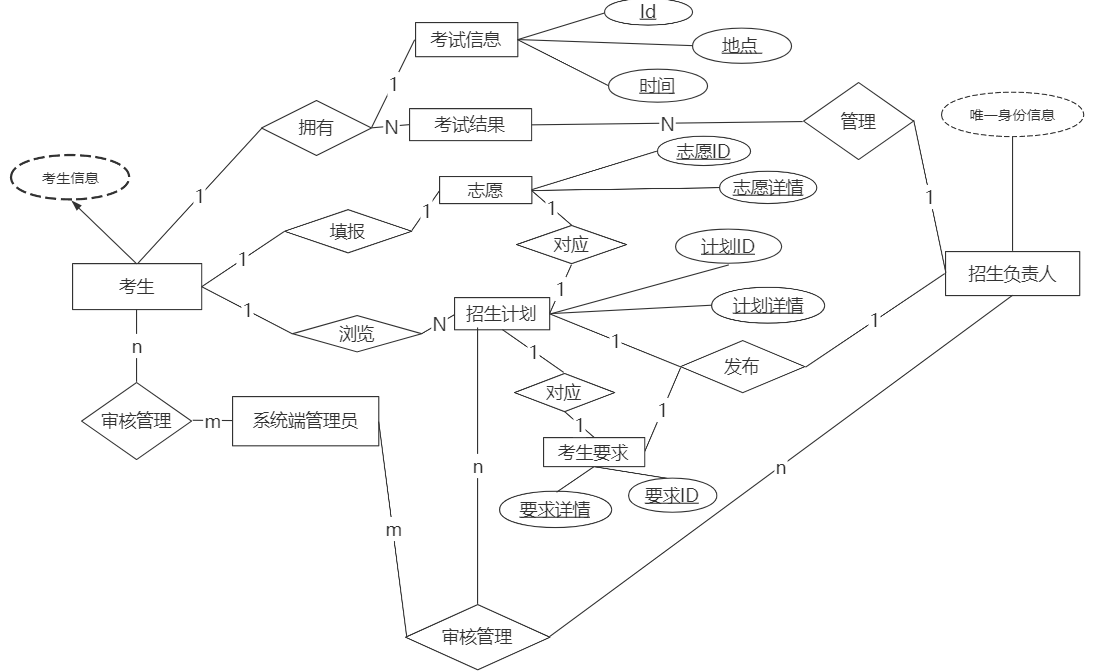 Id
考试信息
地点
时间
1
拥有
N
考试结果
N
管理
唯一身份信息
志愿ID
考生信息
志愿
志愿详情
1
1
1
1
填报
对应
计划ID
1
考生
招生负责人
1
计划详情
1
浏览
N
招生计划
1
1
1
n
发布
对应
1
审核管理
m
系统端管理员
1
考生要求
n
n
要求详情
要求ID
m
审核管理